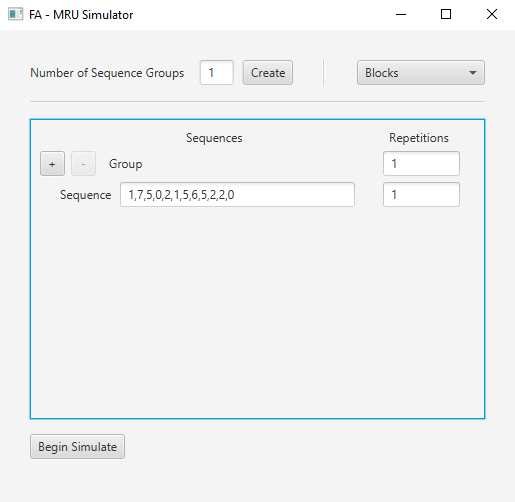 FA - MRU Simulator
Number of Sequence Groups 1 Create Blocks
Sequences Repetitions
+ - Group 1
Sequence 1,7,5,0,2,1,5,6,5,2,2,0 1
Begin Simulate